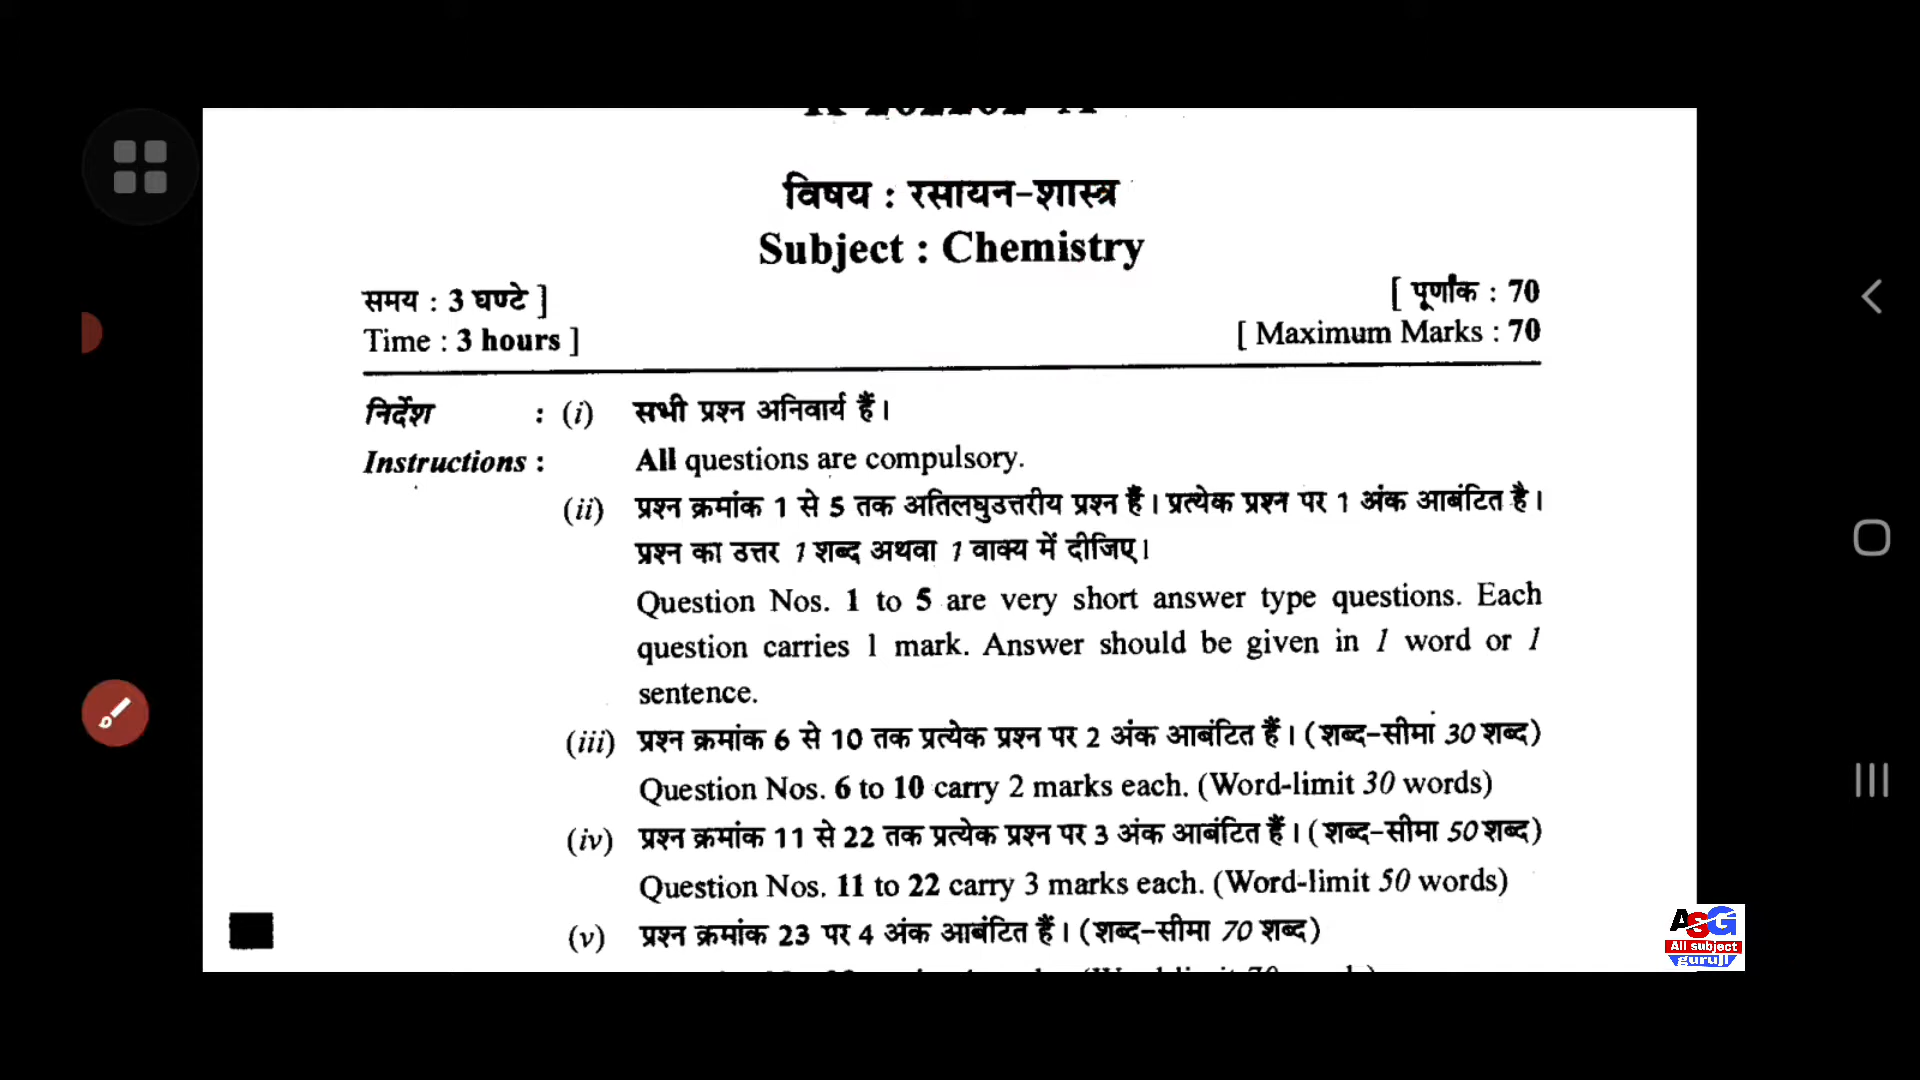 विषय : रसायन-शास्त्र
Subject : Chemistry
समय : 3 घण्टे ]
[ पूर्णांक : 70
Time : 3 hours ]
[ Maximum Marks : 70
निर्देश : (i) सभी प्रश्न अनिवार्य हैं।
Instructions : All questions are compulsory.
(ii) प्रश्न क्रमांक 1 से 5 तक अतिलघुउत्तरीय प्रश्न हैं। प्रत्येक प्रश्न पर 1 अंक आबंटित है।
प्रश्न का उत्तर 1 शब्द अथवा 1 वाक्य में दीजिए।
Question Nos. 1 to 5 are very short answer type questions. Each
question carries 1 mark. Answer should be given in 1 word or 1
sentence.
(iii) प्रश्न क्रमांक 6 से 10 तक प्रत्येक प्रश्न पर 2 अंक आबंटित हैं। (शब्द-सीमा 30 शब्द)
Question Nos. 6 to 10 carry 2 marks each. (Word-limit 30 words)
(iv) प्रश्न क्रमांक 11 से 22 तक प्रत्येक प्रश्न पर 3 अंक आबंटित हैं। (शब्द-सीमा 50 शब्द)
Question Nos. 11 to 22 carry 3 marks each. (Word-limit 50 words)
(v) प्रश्न क्रमांक 23 पर 4 अंक आबंटित हैं। (शब्द-सीमा 70 शब्द)
ASG
All subject
guruji